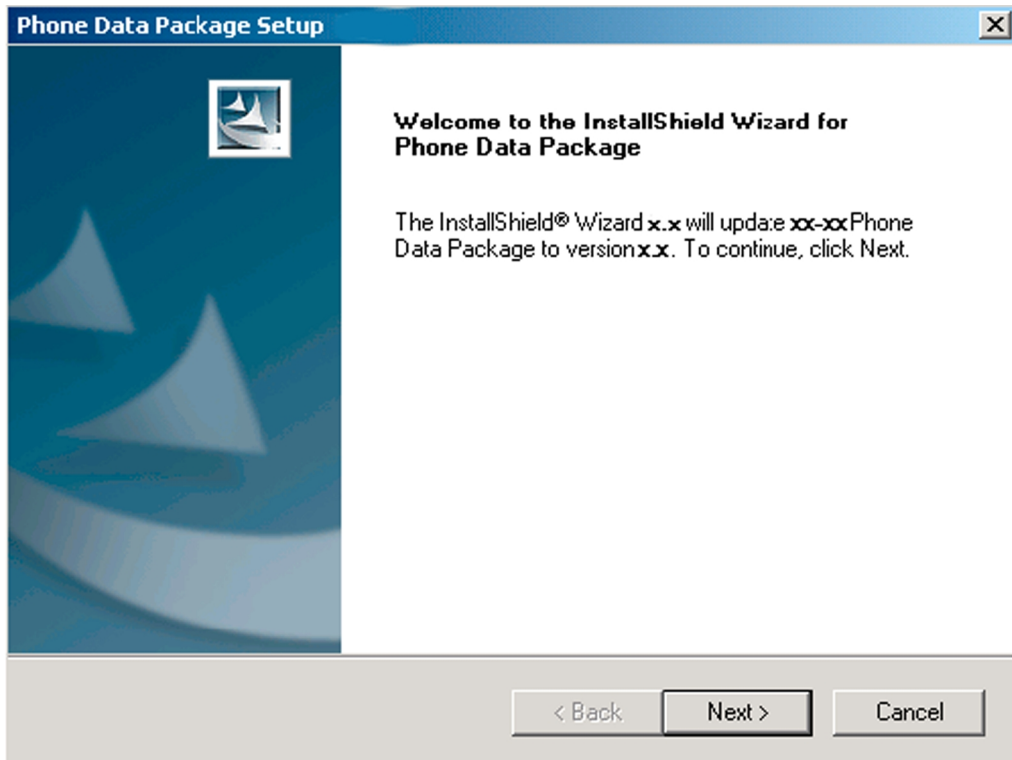 Phone Data Package Setup
Welcome to the InstallShield Wizard for
Phone Data Package
The InstallShield® Wizard x.x will update xx-xx Phone
Data Package to version x.x. To continue, click Next.
< Back
Next >
Cancel